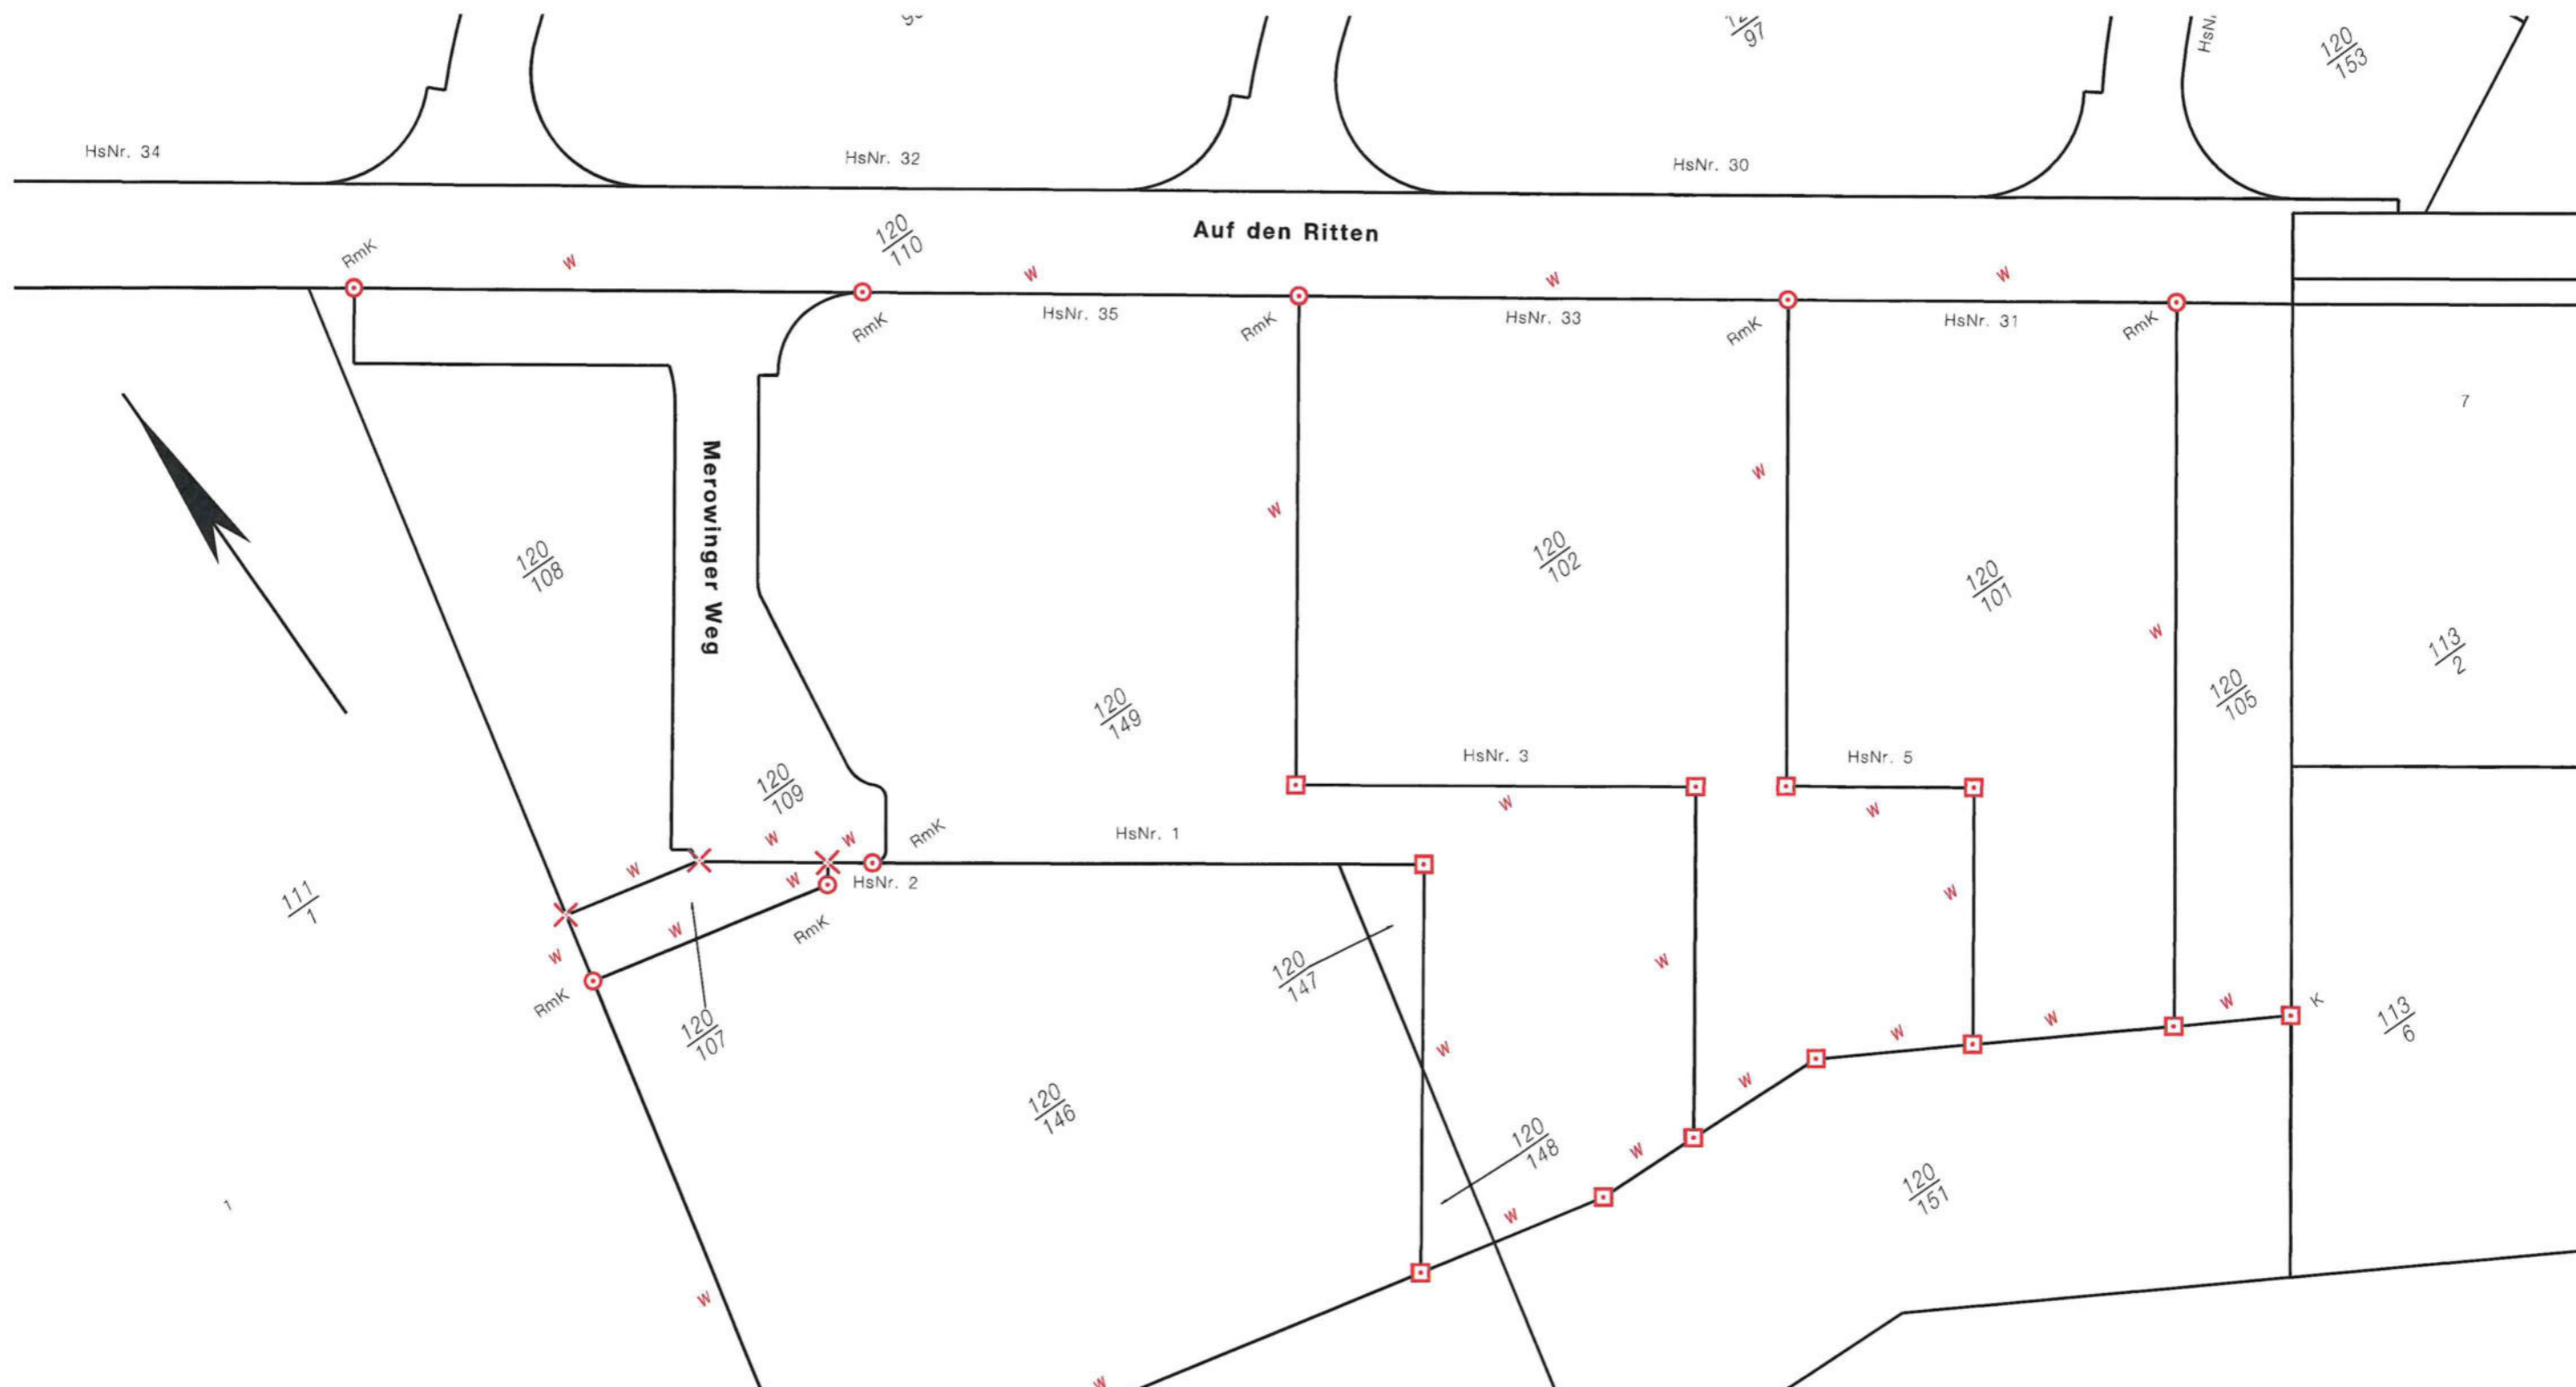 97
HsN
120
153
HsNr. 34
HsNr. 32
HsNr. 30
Auf den Ritten
120
110
RmK
W
W
W
W
RmK
HsNr. 35
RmK
HsNr. 33
RmK
HsNr. 31
RmK
7
Merowinger Weg
W
W
120
108
120
102
120
101
W
113
2
120
149
120
105
120
109
HsNr. 3
HsNr. 5
W
W
W
W
RmK
HsNr. 1
W
W
HsNr. 2
W
111
1
RmK
W
W
W
RmK
120
147
W
120
107
W
W
W
K
113
6
W
W
120
146
120
148
W
W
120
151
1
W
W